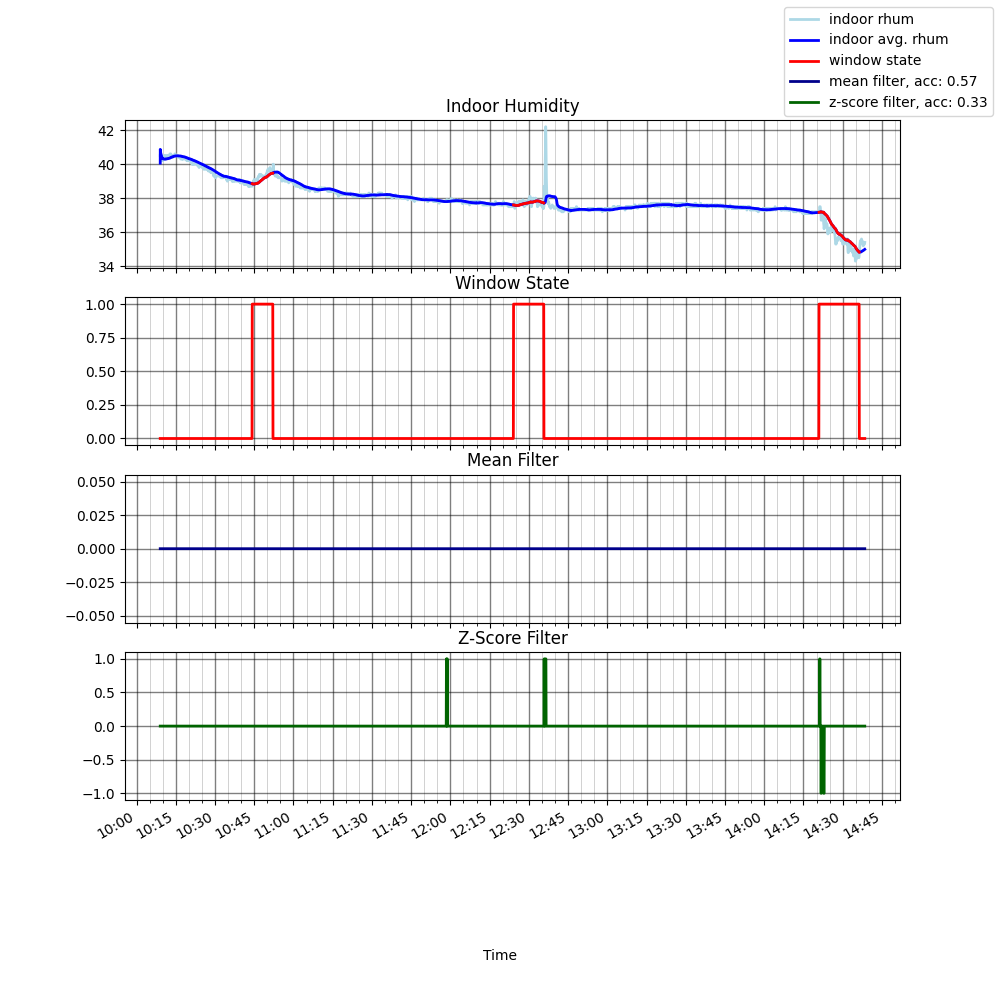 indoor rhum
indoor avg. rhum
window state
mean filter, acc: 0.57
z-score filter, acc: 0.33
Indoor Humidity
42
40
38
36
34
Window State
1.00
0.75
0.50
0.25
0.00
Mean Filter
0.050
0.025
0.000
−0.025
−0.050
Z-Score Filter
1.0
0.5
0.0
−0.5
−1.0
10:00 10:15 10:30 10:45 11:00 11:15 11:30 11:45 12:00 12:15 12:30 12:45 13:00 13:15 13:30 13:45 14:00 14:15 14:30 14:45
Time